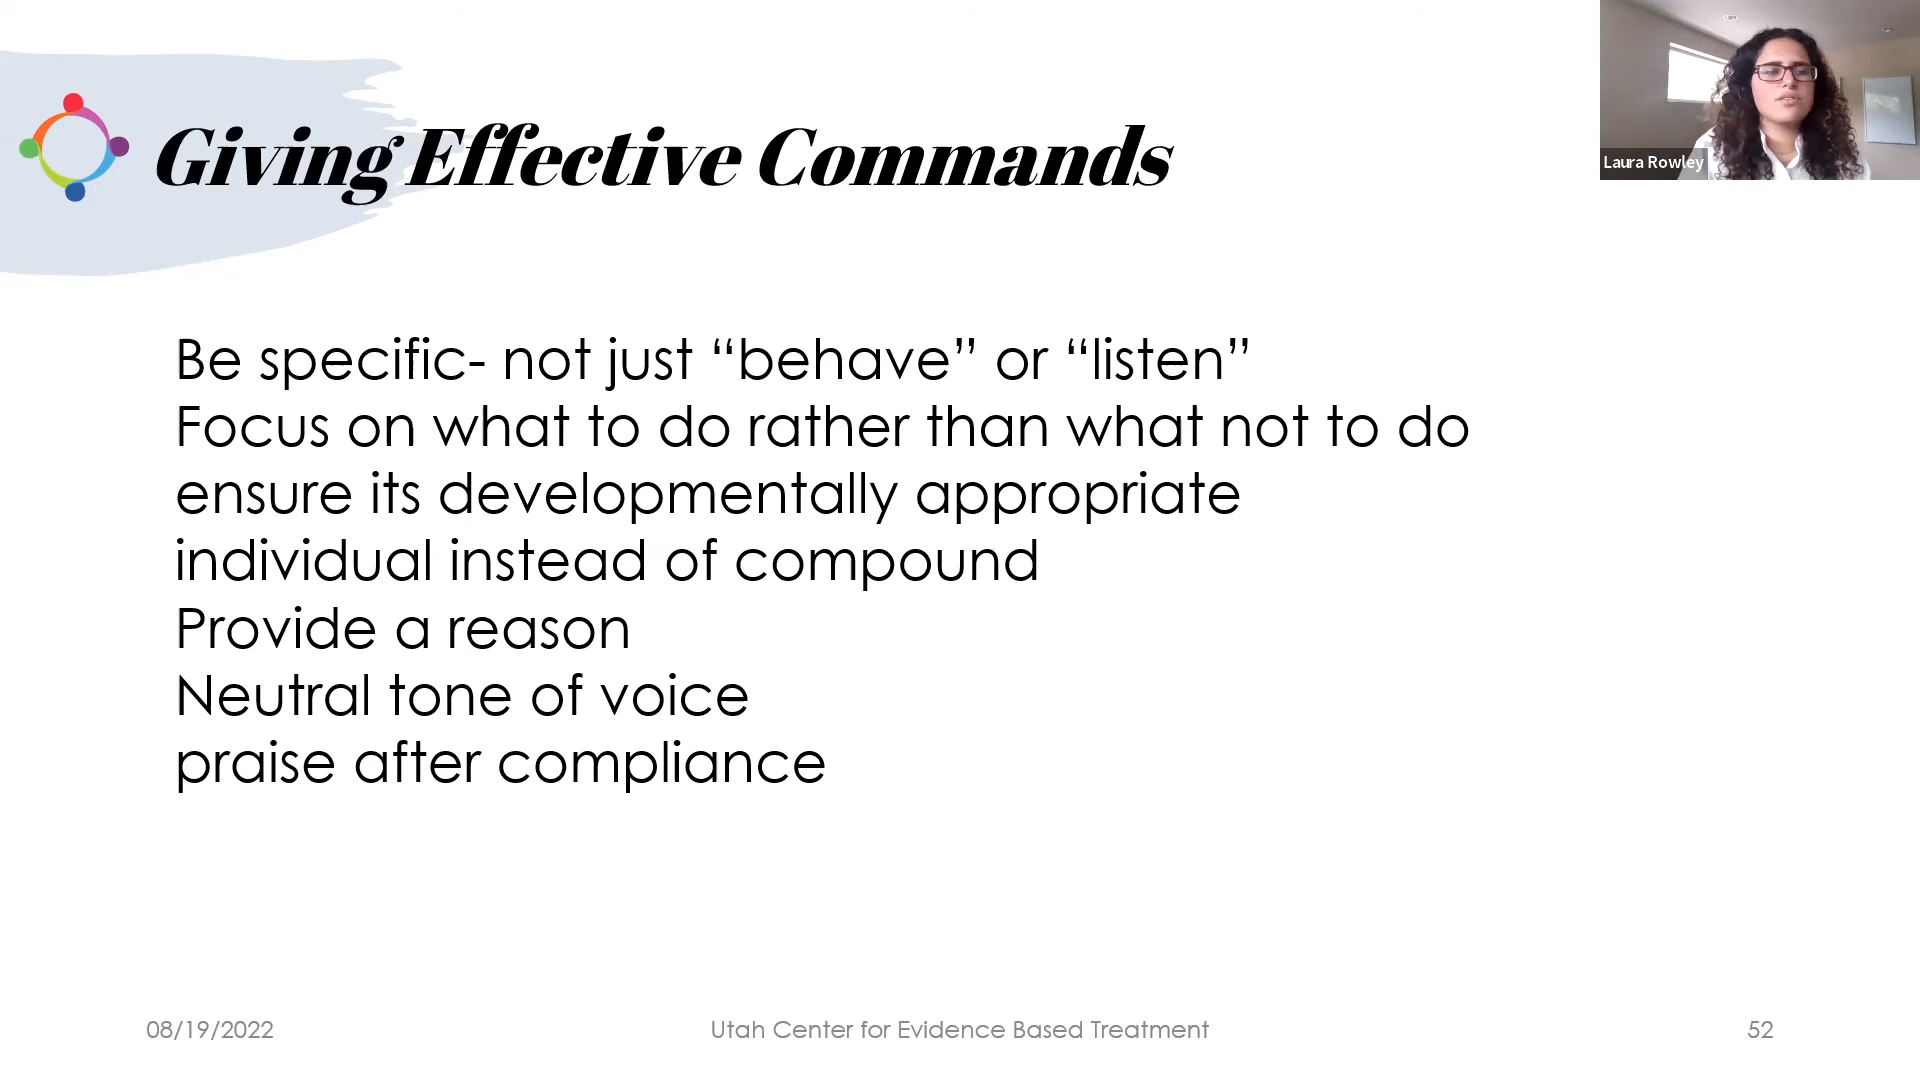 Giving Effective Commands
Laura Rowley
Be specific- not just “behave” or “listen”
Focus on what to do rather than what not to do
ensure its developmentally appropriate
individual instead of compound
Provide a reason
Neutral tone of voice
praise after compliance
08/19/2022
Utah Center for Evidence Based Treatment
52